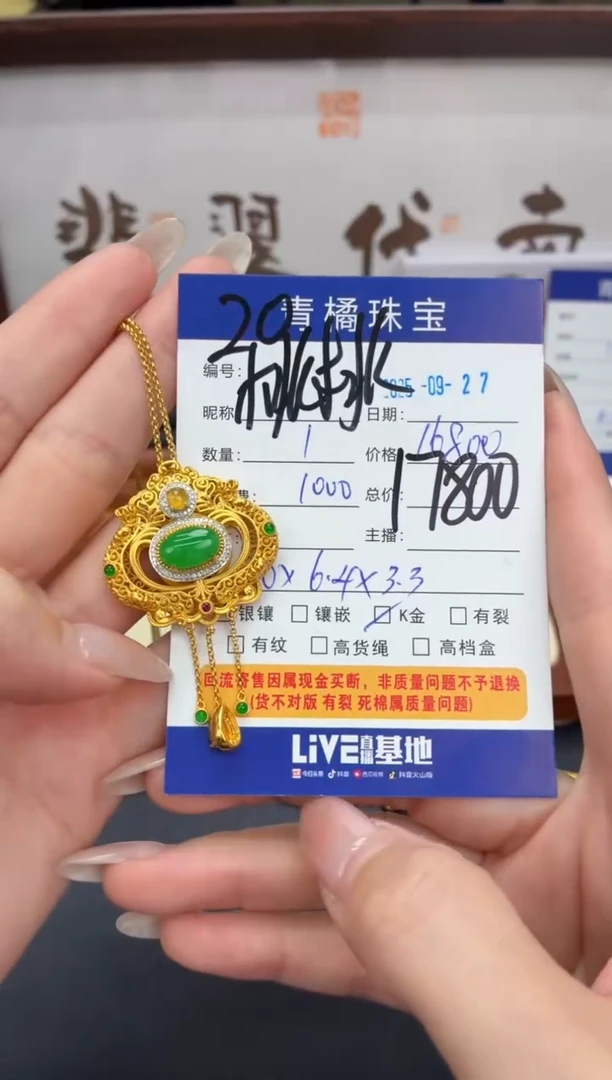 翡翠代购
青橘珠宝
编号:
29
2025-09-27
昵称
日期:
数量: 1
价格 16800
费: 1000
总价: 17800
主播:
0x 6.4x3.3
银镶 镶嵌 K金 有裂
有纹 高货绳 高档盒
回流寄售因属现金买断，非质量问题不予退换
(货不对版 有裂 死棉属质量问题)
LiVE直播基地
今日头条 抖音 西瓜视频 抖音火山版